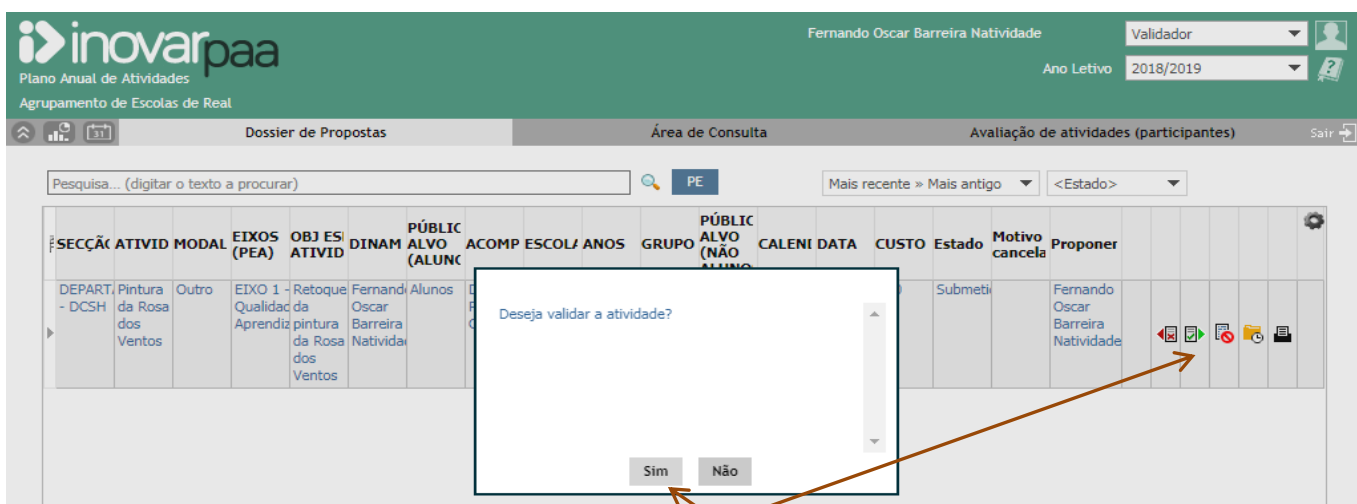 inovarpaa
Fernando Oscar Barreira Natividade
Validador
Plano Anual de Atividades
Ano Letivo
2018/2019
Agrupamento de Escolas de Real
31
Dossier de Propostas
Área de Consulta
Avaliação de atividades (participantes)
Sair
Pesquisa... (digitar o texto a procurar)
PE
Mais recente » Mais antigo
<Estado>
SECÇÃ
ATIVID
MODAL
EIXOS
(PEA)
OBJ ES
ATIVID
DINAM
PÚBLIC
ALVO
(ALUN
ACOMP
ESCOL
ANOS
GRUPO
PÚBLIC
ALVO
(NÃO
CALEN
DATA
CUSTO
Estado
Motivo
cancela
Proponer
DEPART
- DCSH
Pintura
da Rosa
dos
Ventos
Outro
EIXO 1 -
Qualidad
Aprendiz
Retoque
da
pintura
da Rosa
dos
Ventos
Fernand
Oscar
Barreira
Nativida
Alunos
Submeti
Fernando
Oscar
Barreira
Natividade
Deseja validar a atividade?
Sim
Não